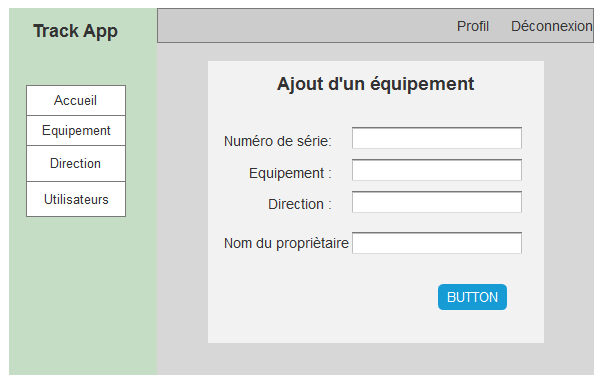 Track App
Profil Déconnexion
Accueil
Equipement
Direction
Utilisateurs
Ajout d'un équipement
Numéro de série:
Equipement :
Direction :
Nom du propriètaire
BUTTON